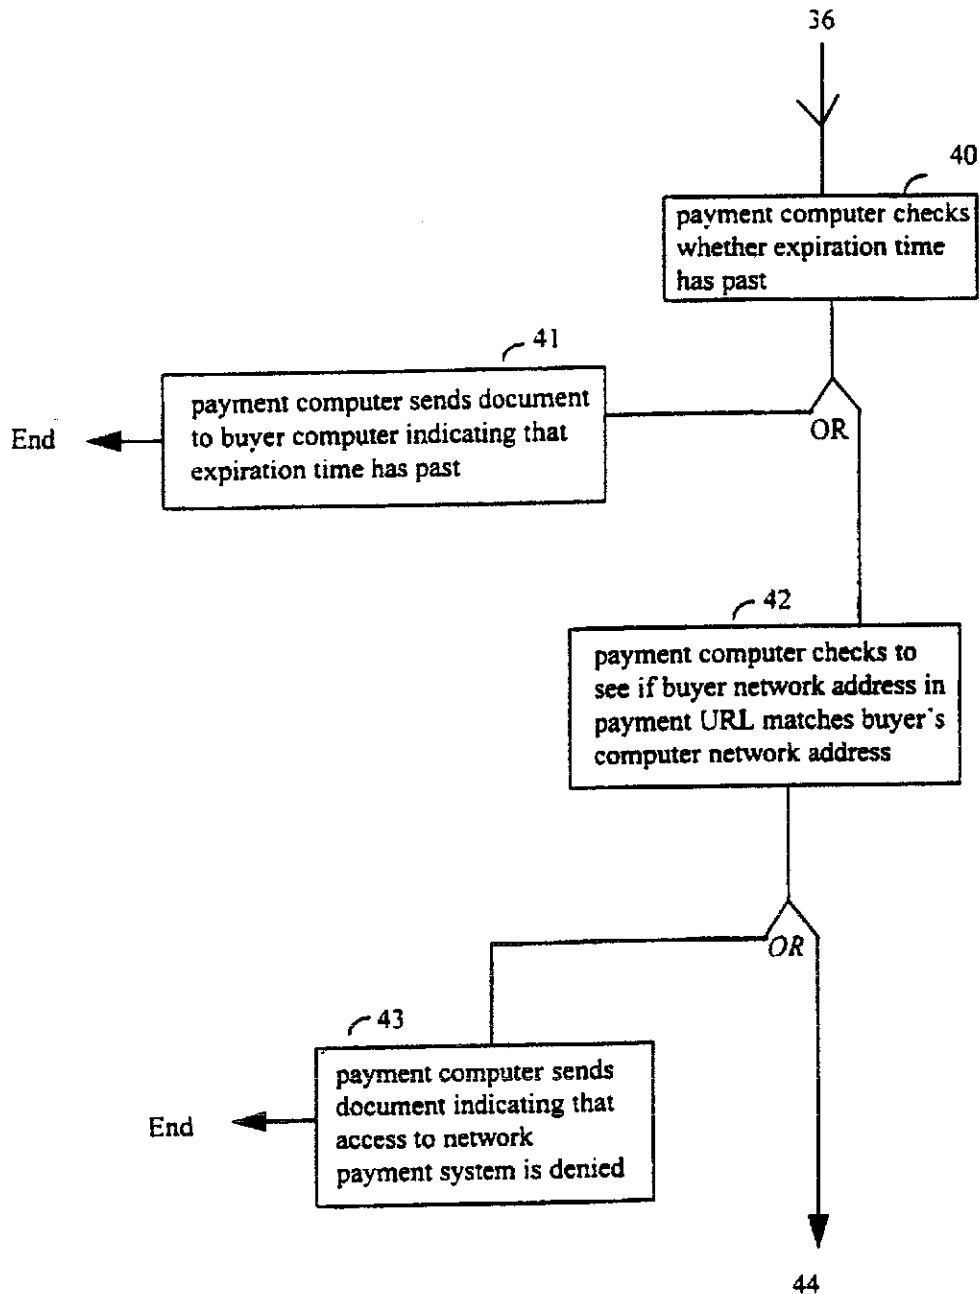 36
40
payment computer checks
whether expiration time
has past
41
payment computer sends document
to buyer computer indicating that
expiration time has past
End
OR
42
payment computer checks to
see if buyer network address in
payment URL matches buyer's
computer network address
OR
43
payment computer sends
document indicating that
access to network
payment system is denied
End
44